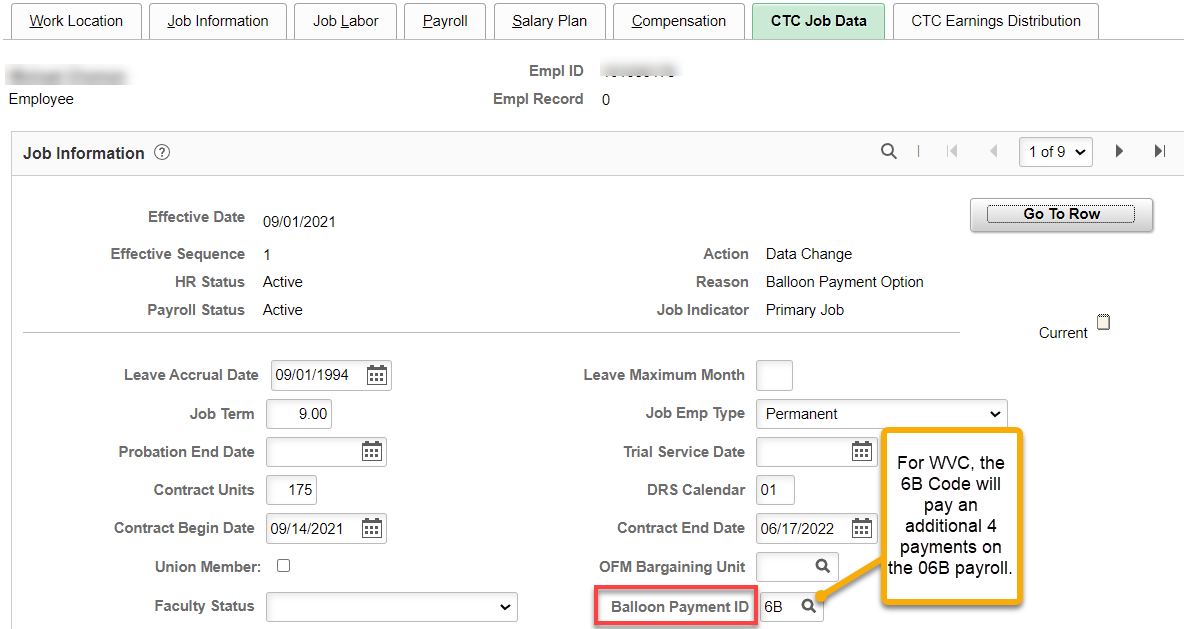 Work Location Job Information Job Labor Payroll Salary Plan Compensation CTC Job Data CTC Earnings Distribution
Empl ID
Employee Empl Record 0
Job Information ? | 1 of 9
Effective Date 09/01/2021 Go To Row
Effective Sequence 1 Action Data Change
HR Status Active Reason Balloon Payment Option
Payroll Status Active Job Indicator Primary Job
Current
Leave Accrual Date 09/01/1994 Leave Maximum Month
Job Term 9.00 Job Emp Type Permanent
Probation End Date Trial Service Date
Contract Units 175 DRS Calendar 01
Contract Begin Date 09/14/2021 Contract End Date 06/17/2022
Union Member: OFM Bargaining Unit
Faculty Status Balloon Payment ID 6B
For WVC, the
6B Code will
pay an
additional 4
payments on
the 06B payroll.